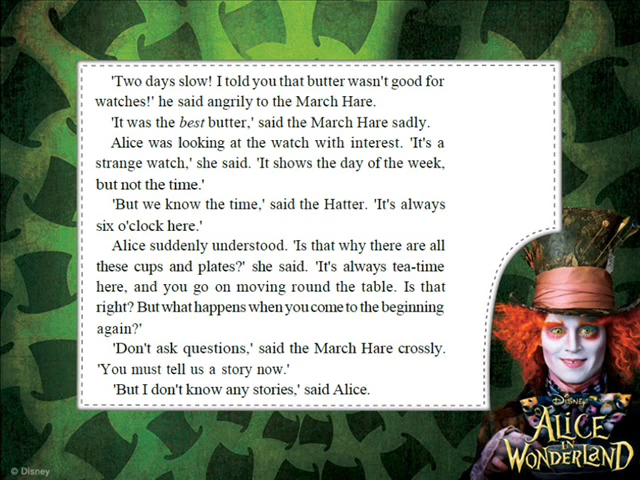 'Two days slow! I told you that butter wasn't good for
watches!' he said angrily to the March Hare.
'It was the best butter,' said the March Hare sadly.
Alice was looking at the watch with interest. 'It's a
strange watch,' she said. 'It shows the day of the week,
but not the time.'
'But we know the time,' said the Hatter. 'It's always
six o'clock here.'
Alice suddenly understood. 'Is that why there are all
these cups and plates?' she said. 'It's always tea-time
here, and you go on moving round the table. Is that
right? But what happens when you come to the beginning
again?'
'Don't ask questions,' said the March Hare crossly.
'You must tell us a story now.'
'But I don't know any stories,' said Alice.
Disney
ALICE
IN
WONDERLAND
© Disney